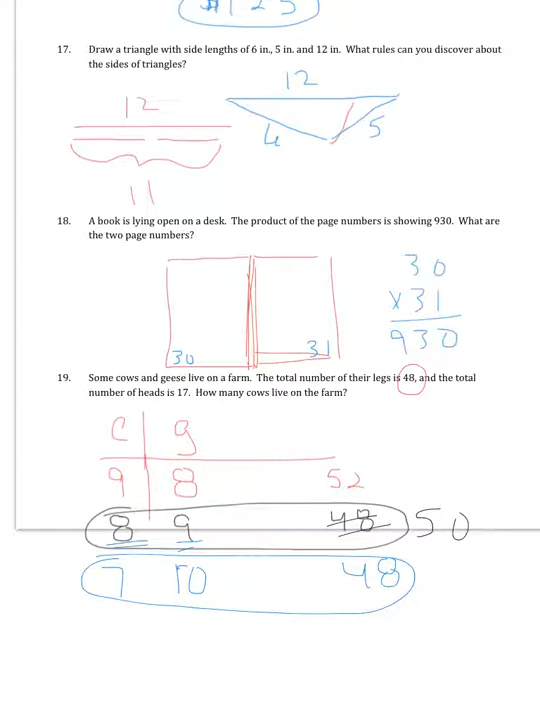 $123
17. Draw a triangle with side lengths of 6 in., 5 in. and 12 in. What rules can you discover about
the sides of triangles?
12
12
6
5
11
18. A book is lying open on a desk. The product of the page numbers is showing 930. What are
the two page numbers?
30
x 31
930
30
31
19. Some cows and geese live on a farm. The total number of their legs is 48, and the total
number of heads is 17. How many cows live on the farm?
C g
9 8 52
8 9 48 50
7 10 48